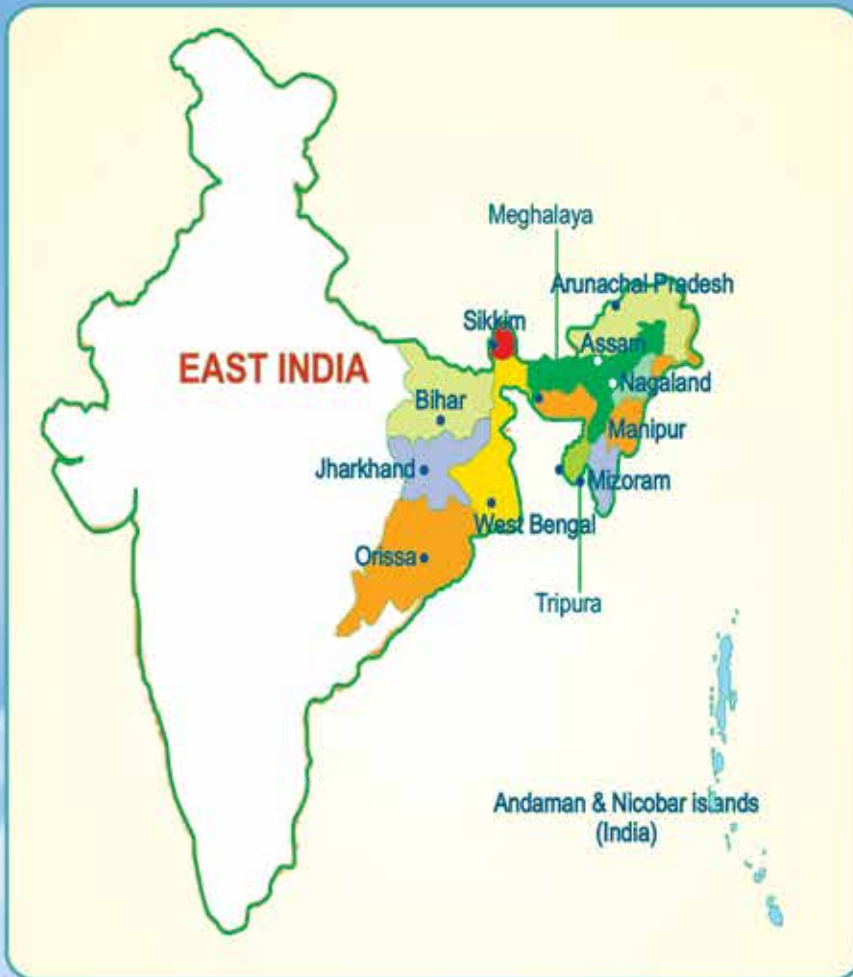 Meghalaya
Arunachal Pradesh
Sikkim
Assam
EAST INDIA
Nagaland
Bihar
Manipur
Jharkhand
Mizoram
West Bengal
Orissa
Tripura
Andaman & Nicobar islands
(India)